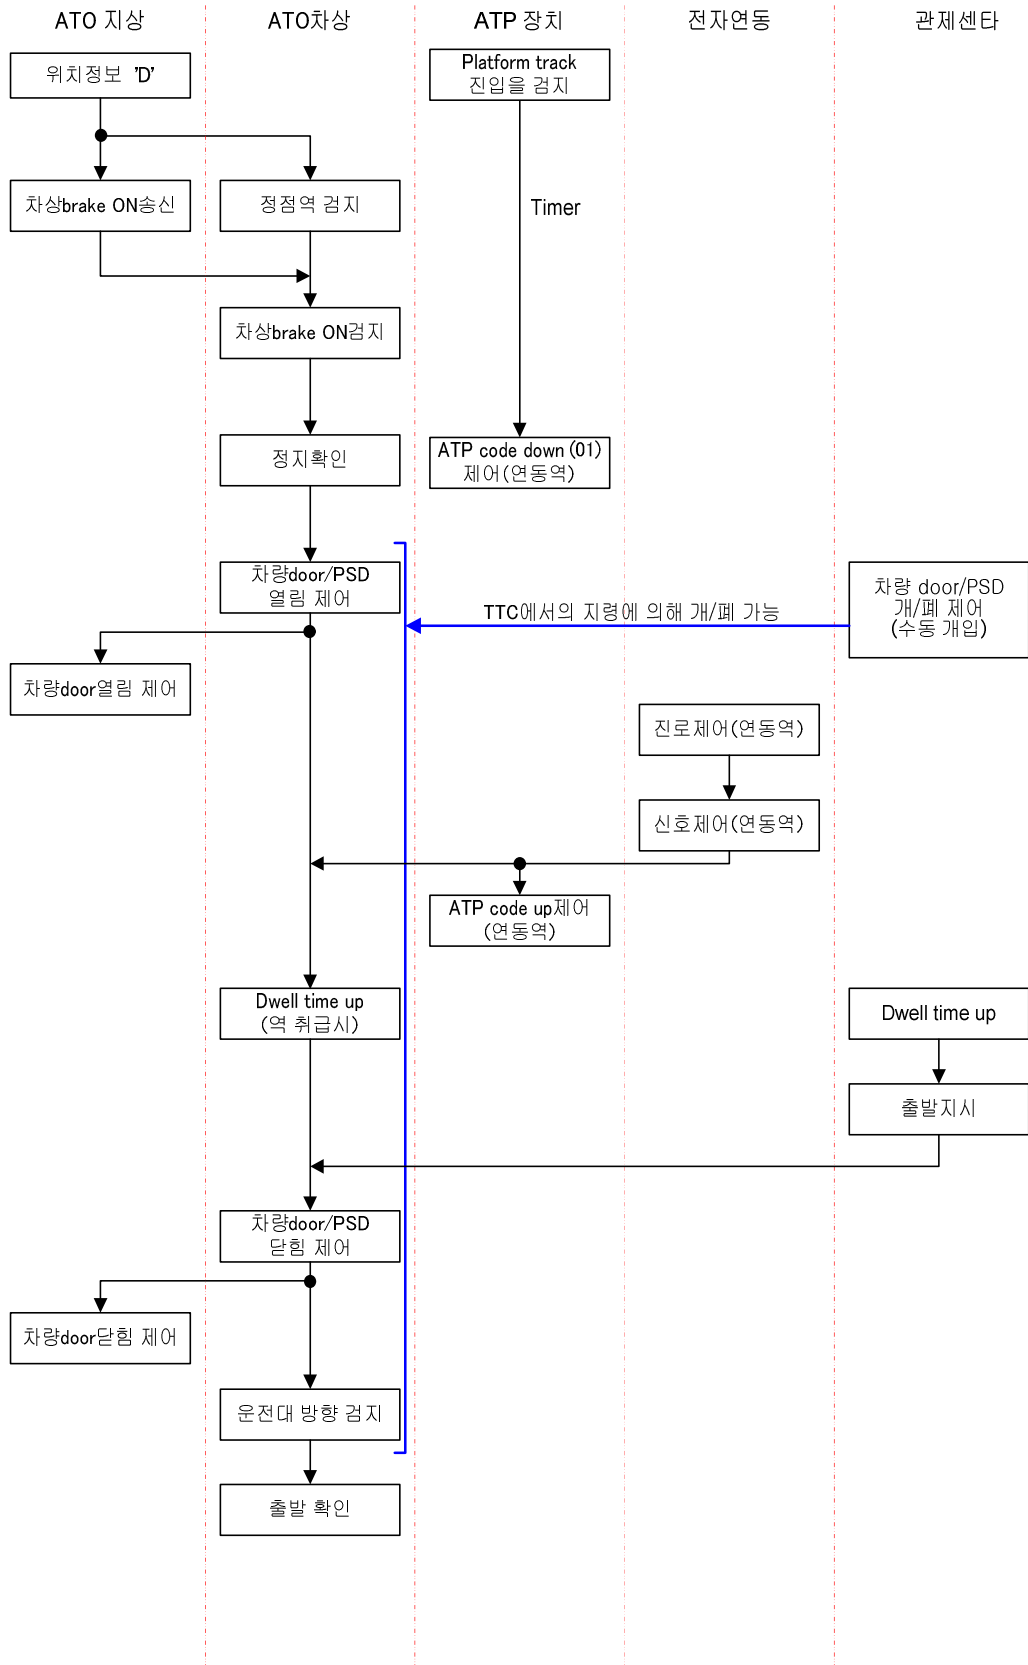 ATO 지상
ATO차상
ATP 장치
전자연동
관제센타
위치정보 'D'
Platform track
진입을 검지
차상brake ON송신
정점역 검지
Timer
차상brake ON검지
정지확인
ATP code down (01)
제어(연동역)
차량door/PSD
열림 제어
차량 door/PSD
개/폐 제어
(수동 개입)
TTC에서의 지령에 의해 개/폐 가능
차량door열림 제어
진로제어(연동역)
신호제어(연동역)
ATP code up제어
(연동역)
Dwell time up
(역 취급시)
Dwell time up
출발지시
차량door/PSD
닫힘 제어
차량door닫힘 제어
운전대 방향 검지
출발 확인